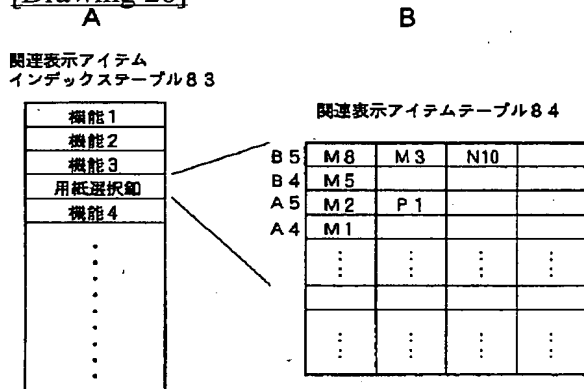 [Drawing 20]
A
B
関連表示アイテム
インデックステーブル83
機能1
機能2
機能3
用紙選択釦
機能4
関連表示アイテムテーブル84
B5 M8 M3 N10
B4 M5
A5 M2 P1
A4 M1